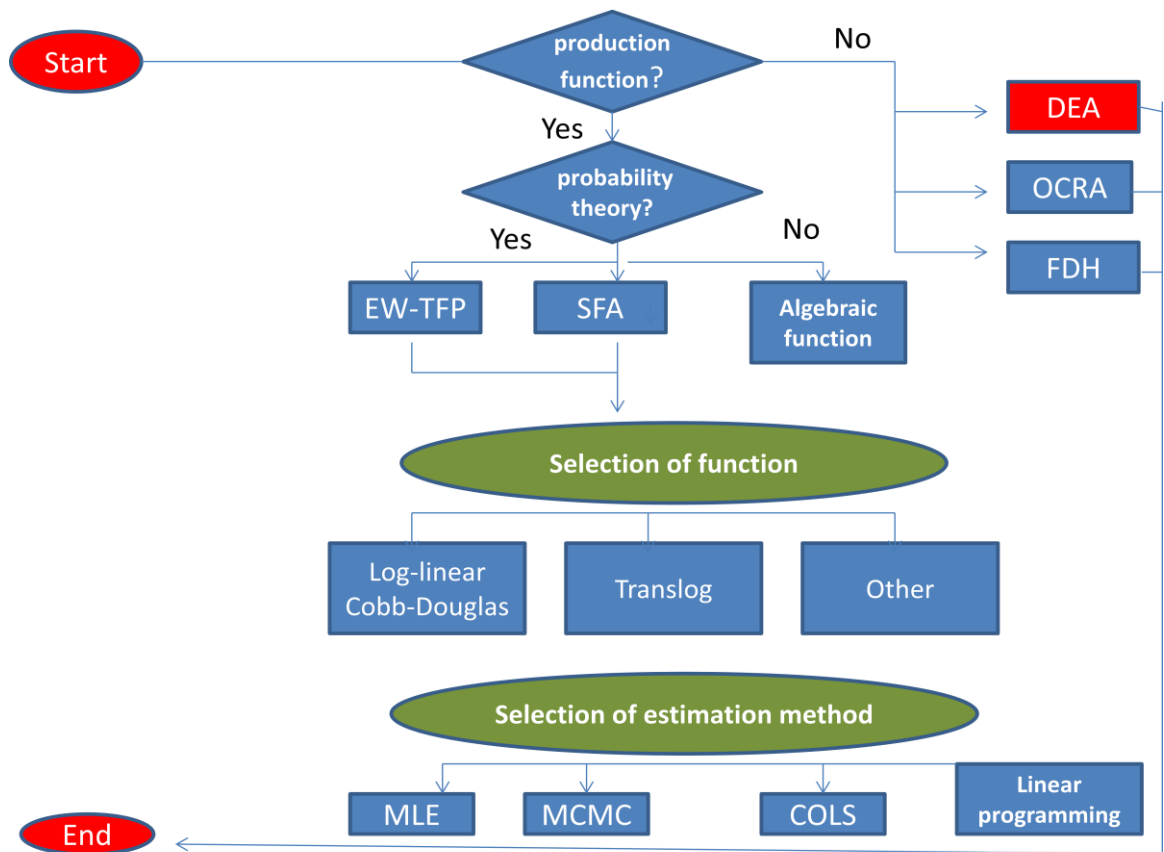 Start
production
function?
No
DEA
Yes
probability
theory?
OCRA
Yes
No
FDH
EW-TFP
SFA
Algebraic
function
Selection of function
Log-linear
Cobb-Douglas
Translog
Other
Selection of estimation method
MLE
MCMC
COLS
Linear
programming
End